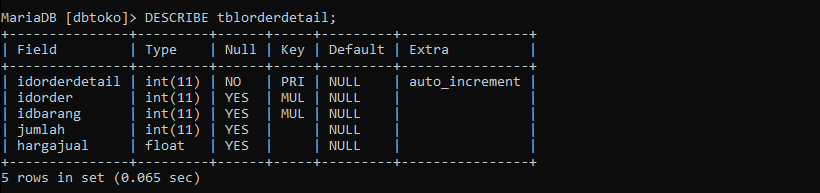 MariaDB [dbtoko]> DESCRIBE tblorderdetail;
+---------------+---------+------+-----+---------+----------------+
| Field         | Type    | Null | Key | Default | Extra          |
+---------------+---------+------+-----+---------+----------------+
| idorderdetail | int(11) | NO   | PRI | NULL    | auto_increment |
| idorder       | int(11) | YES  | MUL | NULL    |                |
| idbarang      | int(11) | YES  | MUL | NULL    |                |
| jumlah        | int(11) | YES  |     | NULL    |                |
| hargajual     | float   | YES  |     | NULL    |                |
+---------------+---------+------+-----+---------+----------------+
5 rows in set (0.065 sec)